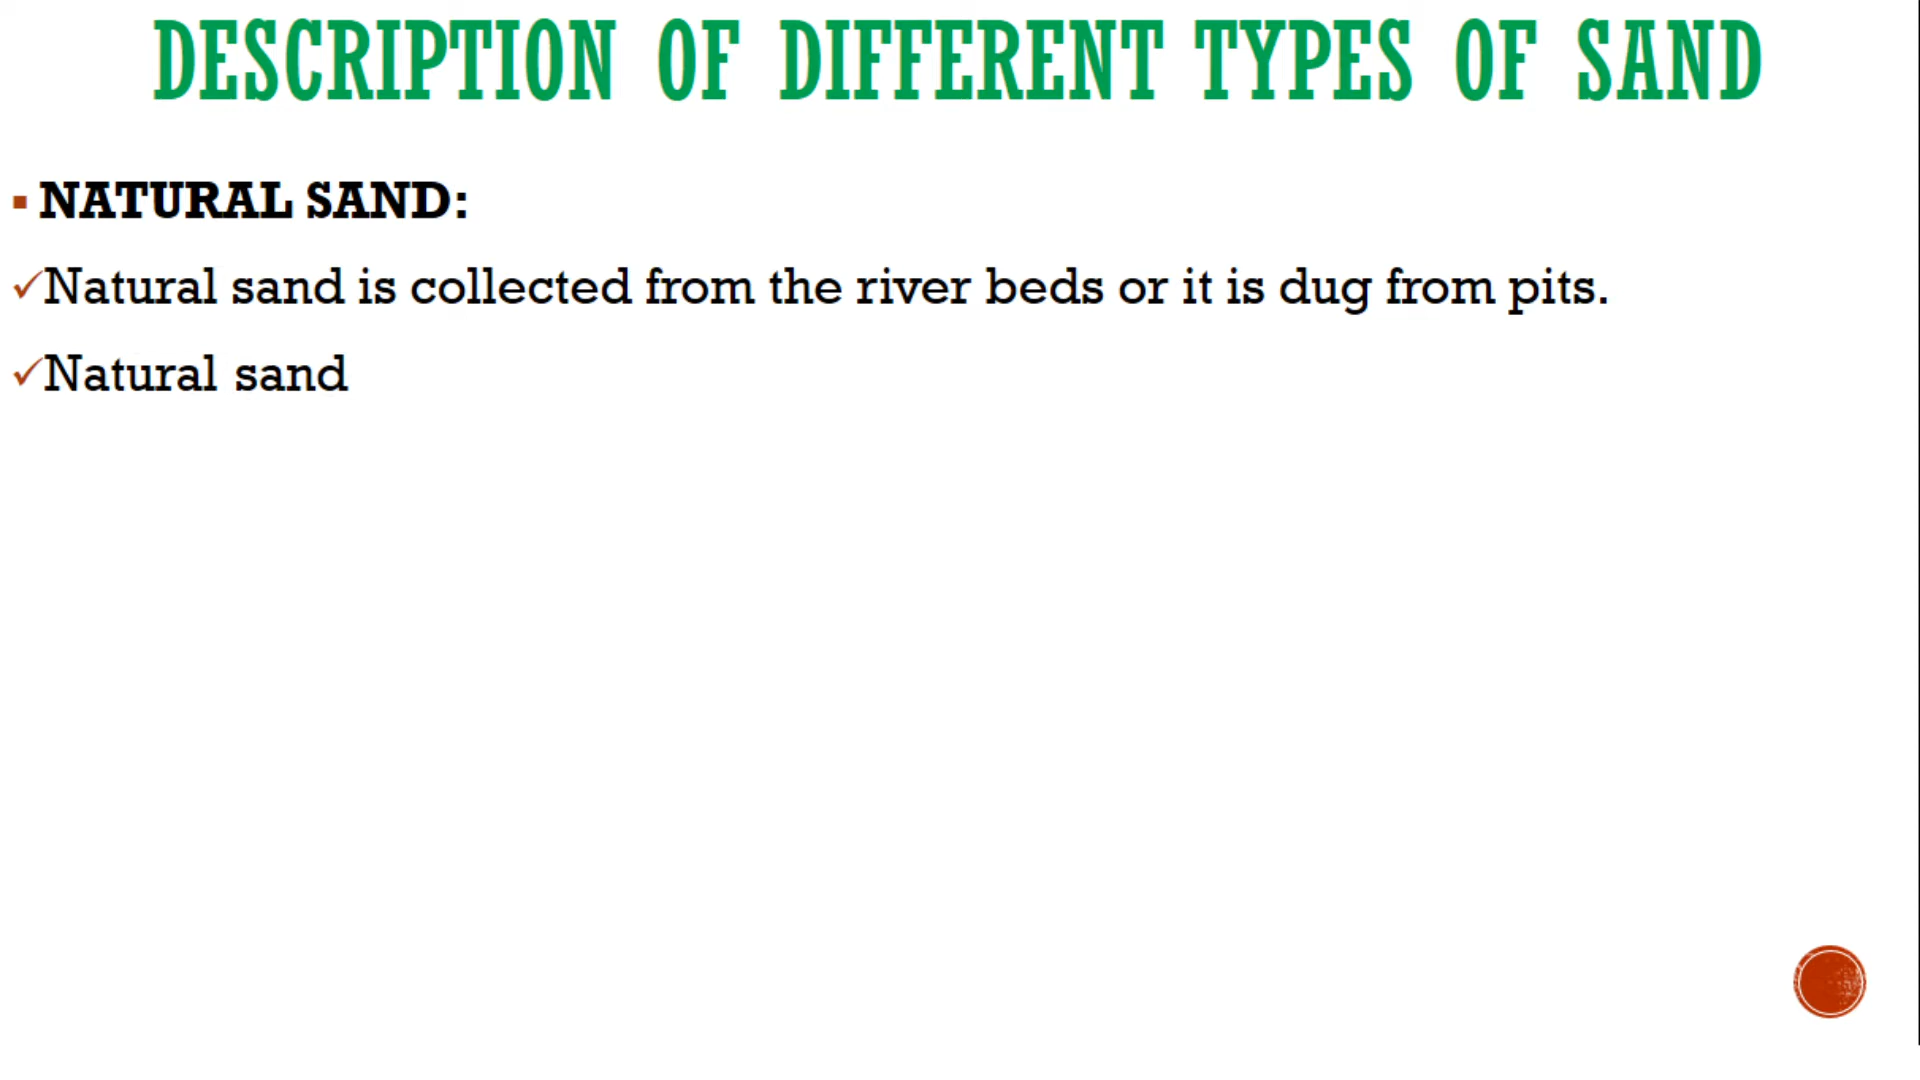 DESCRIPTION OF DIFFERENT TYPES OF SAND
▪ NATURAL SAND:
✓Natural sand is collected from the river beds or it is dug from pits.
✓Natural sand